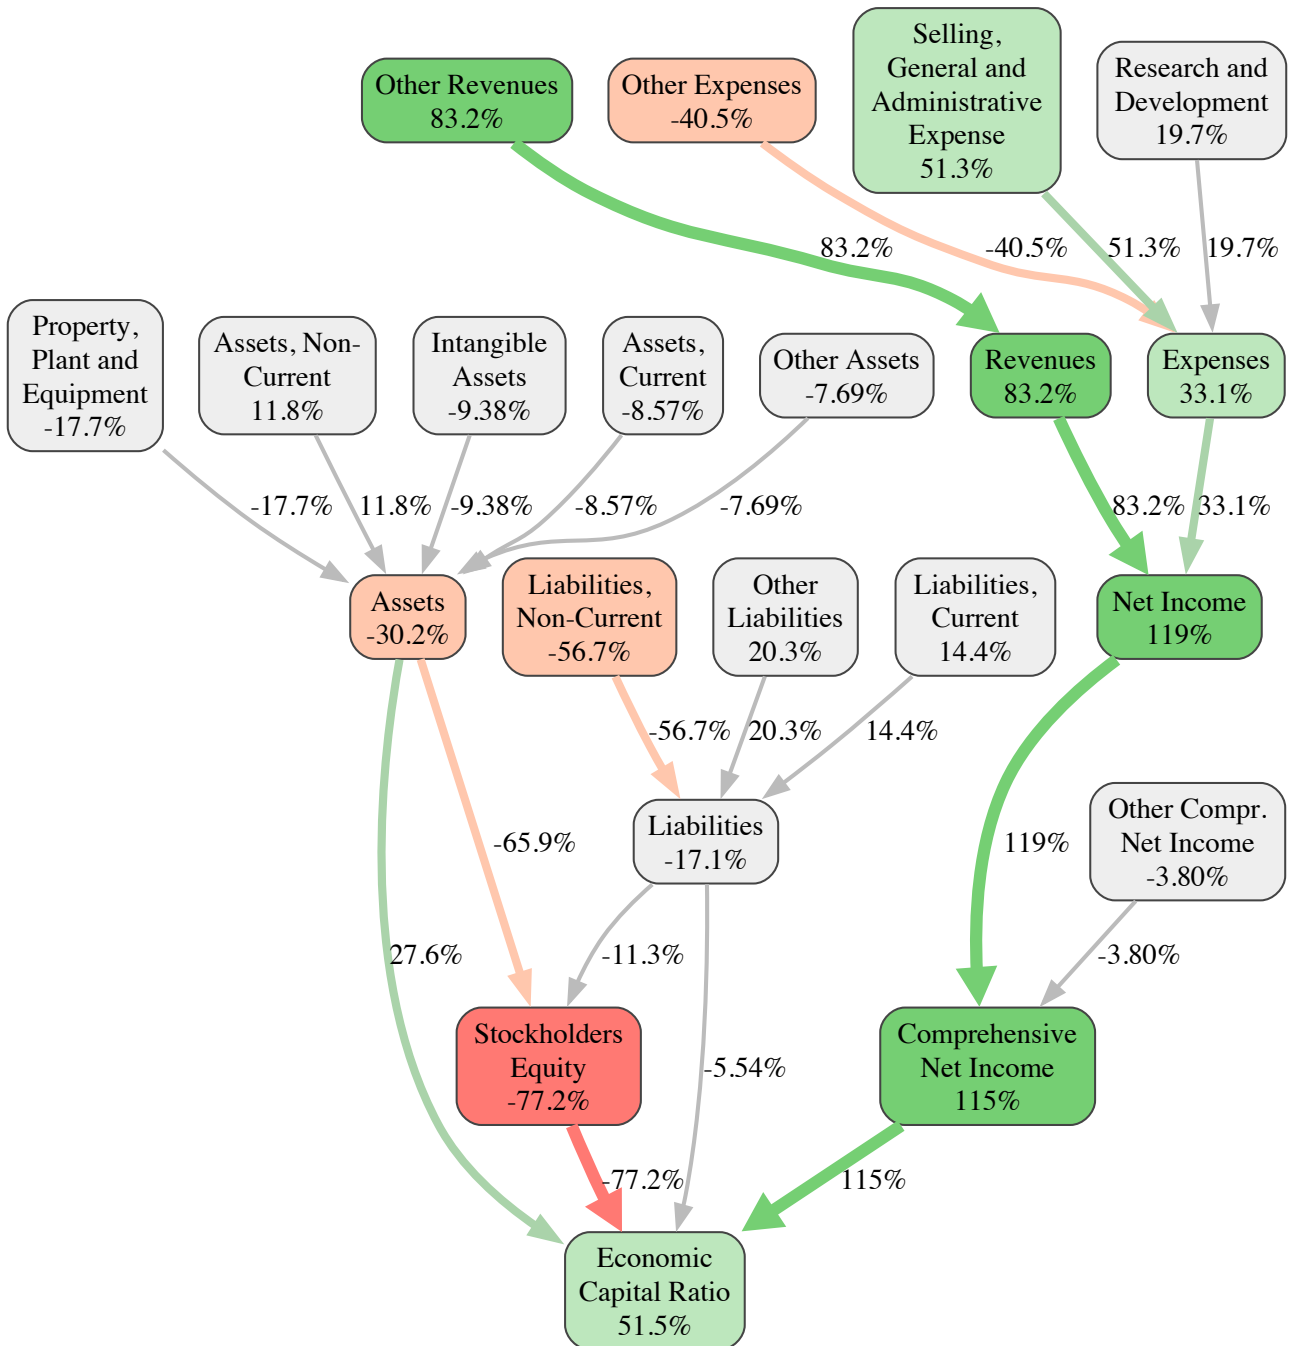 Other Revenues
83.2%
Other Expenses
-40.5%
Selling,
General and
Administrative
Expense
51.3%
Research and
Development
19.7%
83.2%
-40.5%
51.3%
19.7%
Property,
Plant and
Equipment
-17.7%
Assets, Non-
Current
11.8%
Intangible
Assets
-9.38%
Assets,
Current
-8.57%
Other Assets
-7.69%
Revenues
83.2%
Expenses
33.1%
-17.7%
11.8%
-9.38%
-8.57%
-7.69%
83.2%
33.1%
Assets
-30.2%
Liabilities,
Non-Current
-56.7%
Other
Liabilities
20.3%
Liabilities,
Current
14.4%
Net Income
119%
-56.7%
20.3%
14.4%
-65.9%
Liabilities
-17.1%
119%
Other Compr.
Net Income
-3.80%
27.6%
-11.3%
-3.80%
Stockholders
Equity
-77.2%
-5.54%
Comprehensive
Net Income
115%
-77.2%
115%
Economic
Capital Ratio
51.5%